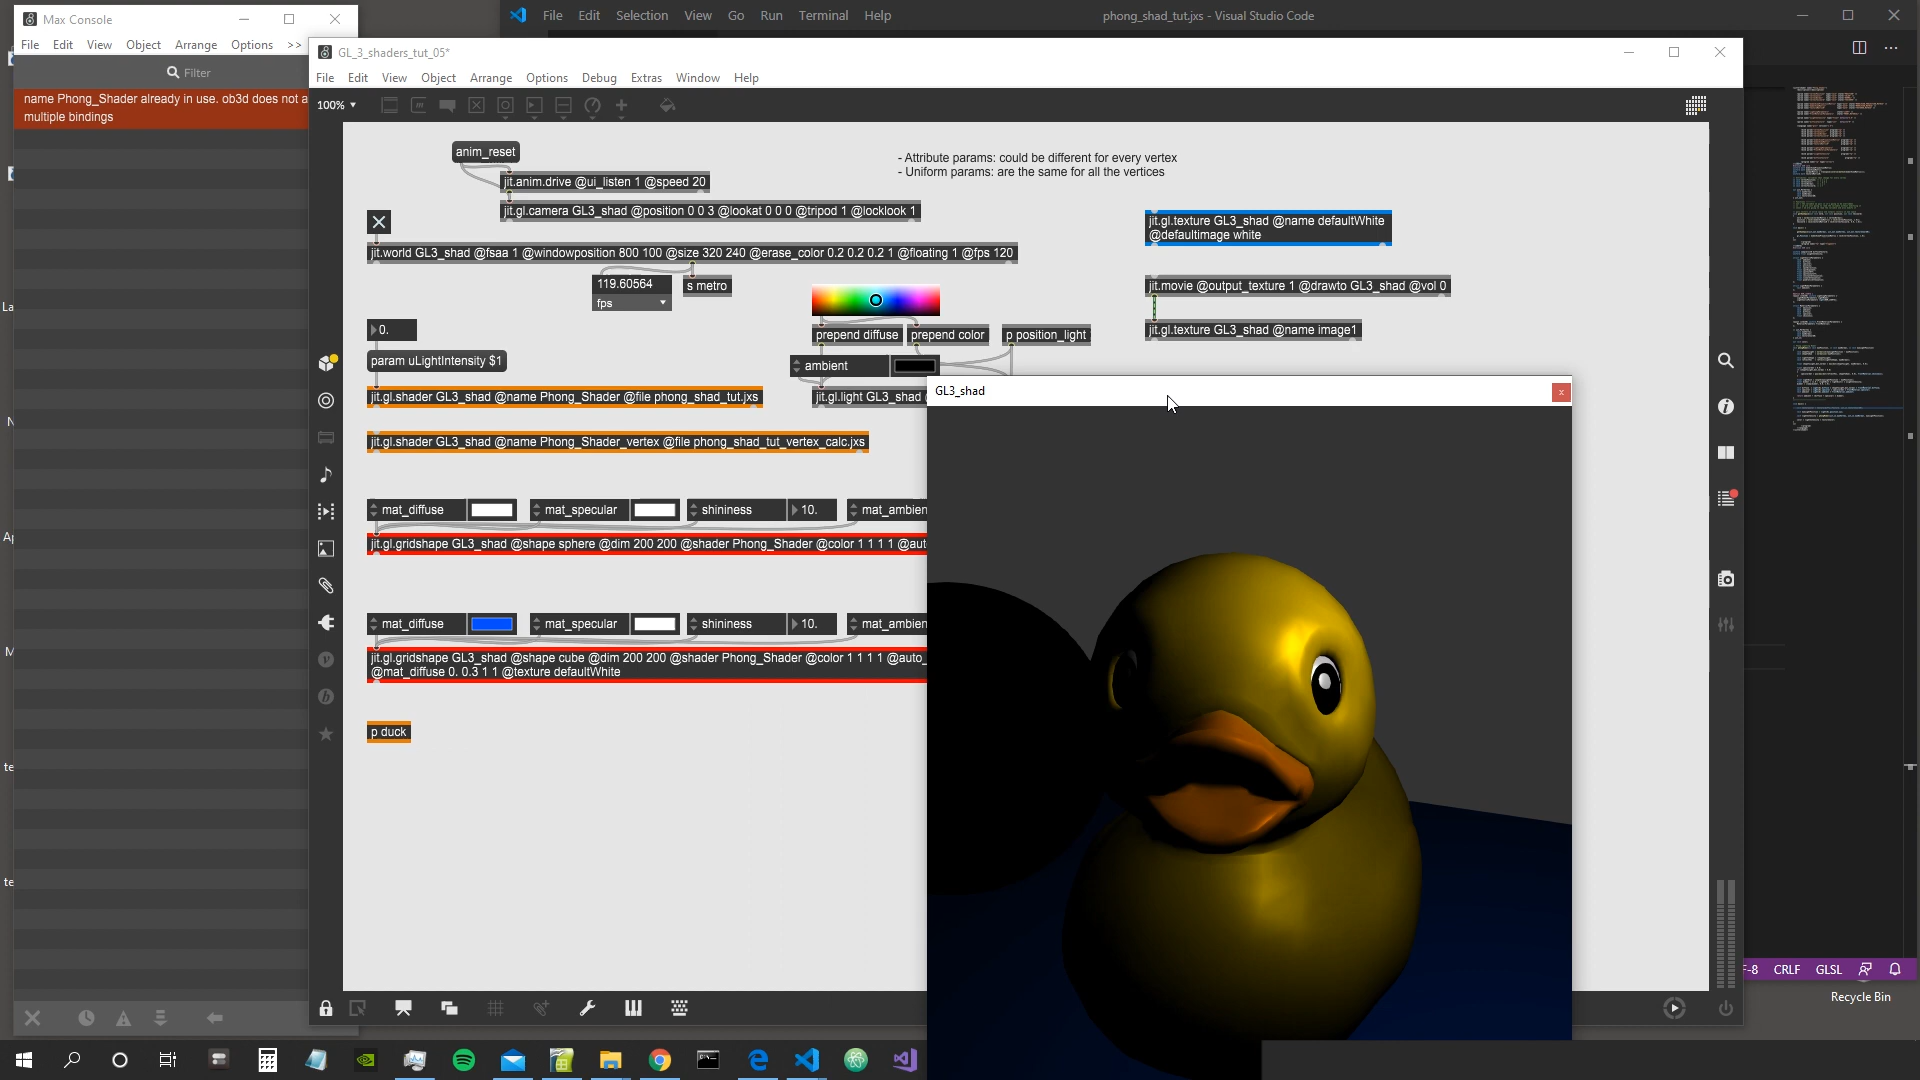 Max Console
File Edit View Object Arrange Options >>
Filter
name Phong_Shader already in use. ob3d does not a
multiple bindings
File Edit Selection View Go Run Terminal Help
phong_shad_tut.jxs - Visual Studio Code
GL_3_shaders_tut_05*
File Edit View Object Arrange Options Debug Extras Window Help
100%
anim_reset
- Attribute params: could be different for every vertex
- Uniform params: are the same for all the vertices
jit.anim.drive @ui_listen 1 @speed 20
jit.gl.camera GL3_shad @position 0 0 3 @lookat 0 0 0 @tripod 1 @locklook 1
jit.gl.texture GL3_shad @name defaultWhite
@defaultimage white
jit.world GL3_shad @fsaa 1 @windowposition 800 100 @size 320 240 @erase_color 0.2 0.2 0.2 1 @floating 1 @fps 120
119.60564
fps
s metro
jit.movie @output_texture 1 @drawto GL3_shad @vol 0
jit.gl.texture GL3_shad @name image1
0.
prepend diffuse
prepend color
p position_light
param uLightIntensity $1
ambient
jit.gl.shader GL3_shad @name Phong_Shader @file phong_shad_tut.jxs
jit.gl.light GL3_shad
GL3_shad
x
jit.gl.shader GL3_shad @name Phong_Shader_vertex @file phong_shad_tut_vertex_calc.jxs
mat_diffuse
mat_specular
shininess
10.
mat_ambien
jit.gl.gridshape GL3_shad @shape sphere @dim 200 200 @shader Phong_Shader @color 1 1 1 1 @aut
mat_diffuse
mat_specular
shininess
10.
mat_ambien
jit.gl.gridshape GL3_shad @shape cube @dim 200 200 @shader Phong_Shader @color 1 1 1 1 @auto_
@mat_diffuse 0. 0.3 1 1 @texture defaultWhite
p duck
La
N
Ap
M
te
te
F-8 CRLF GLSL
Recycle Bin